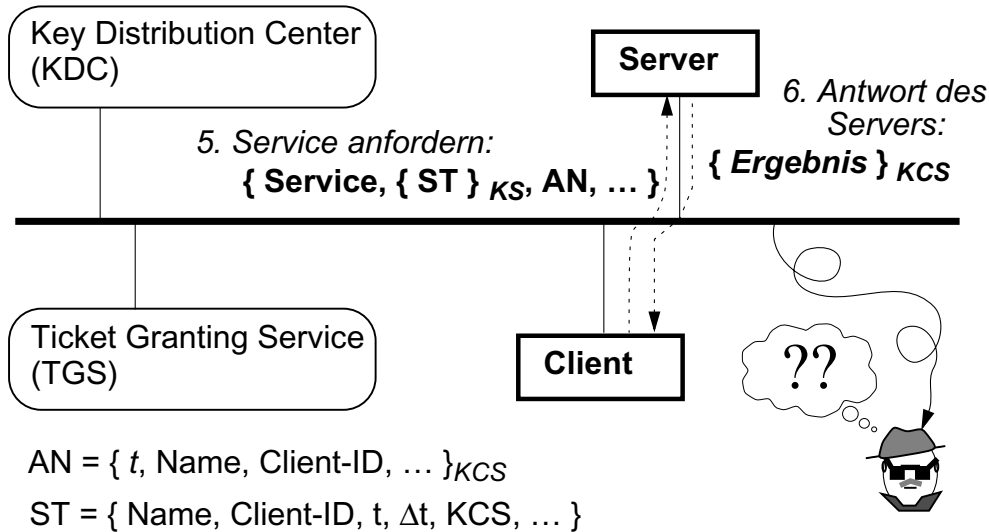 Key Distribution Center
(KDC)
Server
6. Antwort des
Servers:
{ Ergebnis } KCS
5. Service anfordern:
{ Service, { ST } KS, AN, … }
Ticket Granting Service
(TGS)
Client
??
AN = { t, Name, Client-ID, … }KCS
ST = { Name, Client-ID, t, Δt, KCS, … }